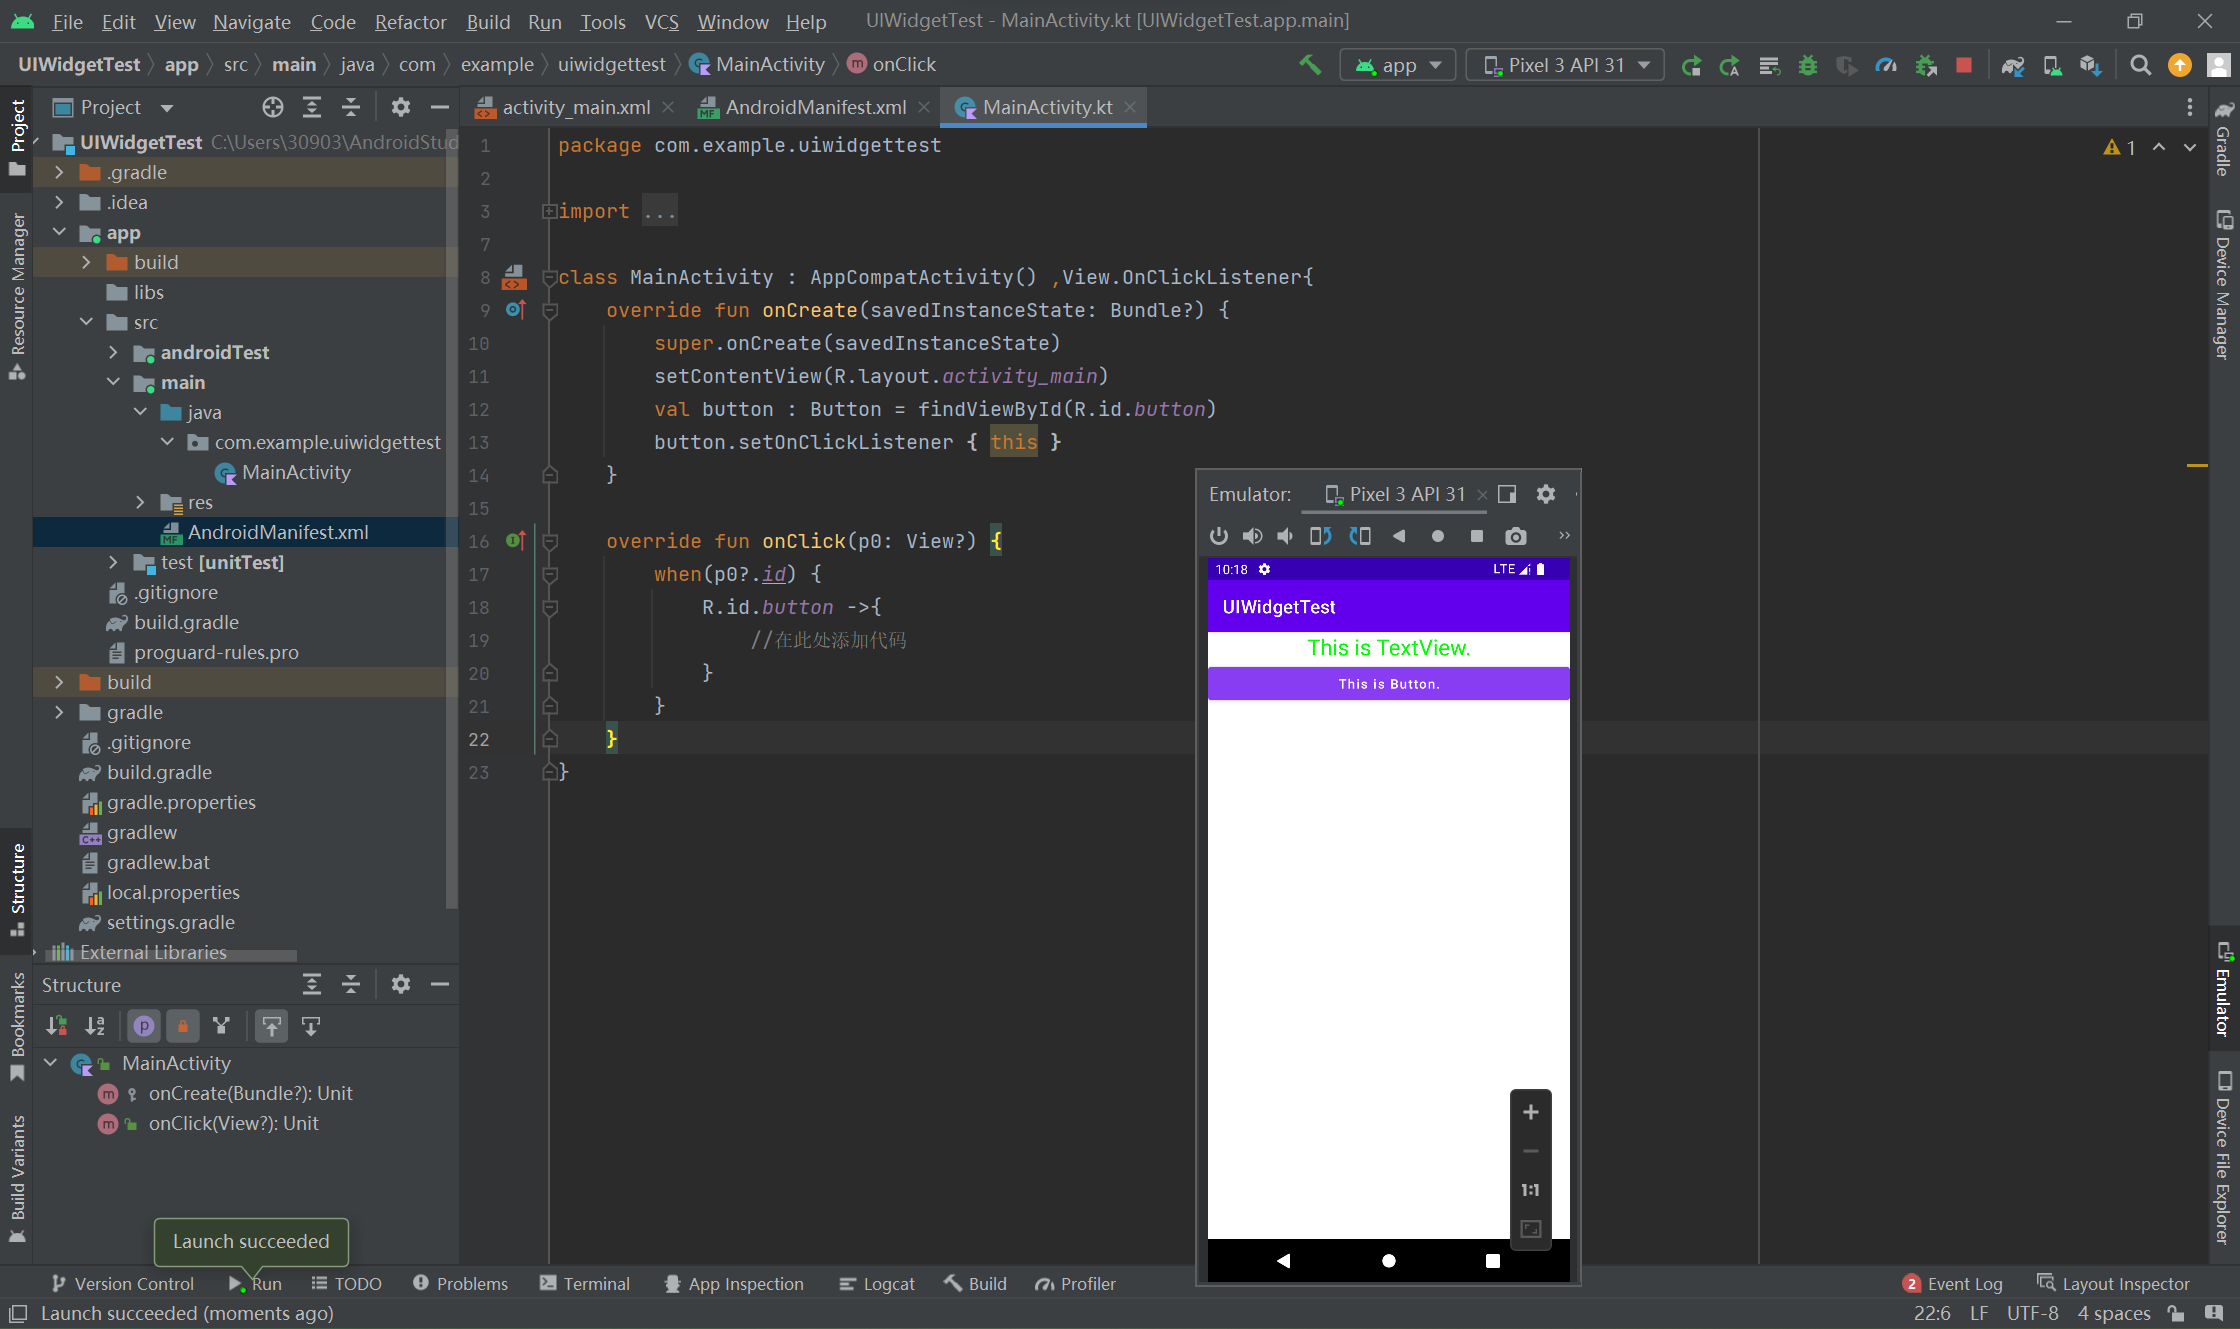 File Edit View Navigate Code Refactor Build Run Tools VCS Window Help UIWidgetTest - MainActivity.kt [UIWidgetTest.app.main]
UIWidgetTest app src main java com example uiwidgettest MainActivity onClick app Pixel 3 API 31
Project
activity_main.xml AndroidManifest.xml MainActivity.kt
UIWidgetTest C:\Users\30903\AndroidStud
.gradle
.idea
app
build
libs
src
androidTest
main
java
com.example.uiwidgettest
MainActivity
res
AndroidManifest.xml
test [unitTest]
.gitignore
build.gradle
proguard-rules.pro
build
gradle
.gitignore
build.gradle
gradle.properties
gradlew
gradlew.bat
local.properties
settings.gradle
External Libraries
Structure
MainActivity
onCreate(Bundle?): Unit
onClick(View?): Unit
Project
Resource Manager
Structure
Bookmarks
Build Variants
1 package com.example.uiwidgettest
2
3 import ...
7
8 class MainActivity : AppCompatActivity() ,View.OnClickListener{
9 override fun onCreate(savedInstanceState: Bundle?) {
10 super.onCreate(savedInstanceState)
11 setContentView(R.layout.activity_main)
12 val button : Button = findViewById(R.id.button)
13 button.setOnClickListener { this }
14 }
15
16 override fun onClick(p0: View?) {
17 when(p0?.id) {
18 R.id.button ->{
19 //在此处添加代码
20 }
21 }
22 }
23 }
1
Emulator: Pixel 3 API 31
10:18 LTE
UIWidgetTest
This is TextView.
This is Button.
1:1
Gradle
Device Manager
Emulator
Device File Explorer
Launch succeeded
Version Control Run TODO Problems Terminal App Inspection Logcat Build Profiler 2 Event Log Layout Inspector
Launch succeeded (moments ago) 22:6 LF UTF-8 4 spaces